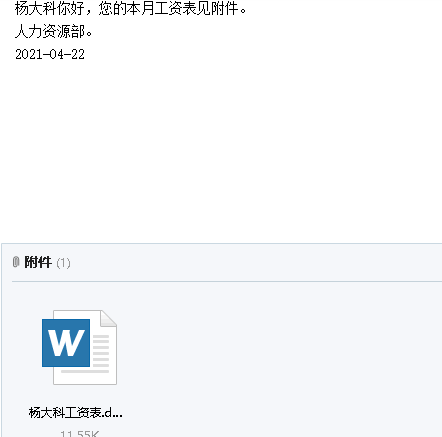 杨大科你好，您的本月工资表见附件。
人力资源部。
2021-04-22
附件 (1)
W
杨大科工资表.d...
11.55K